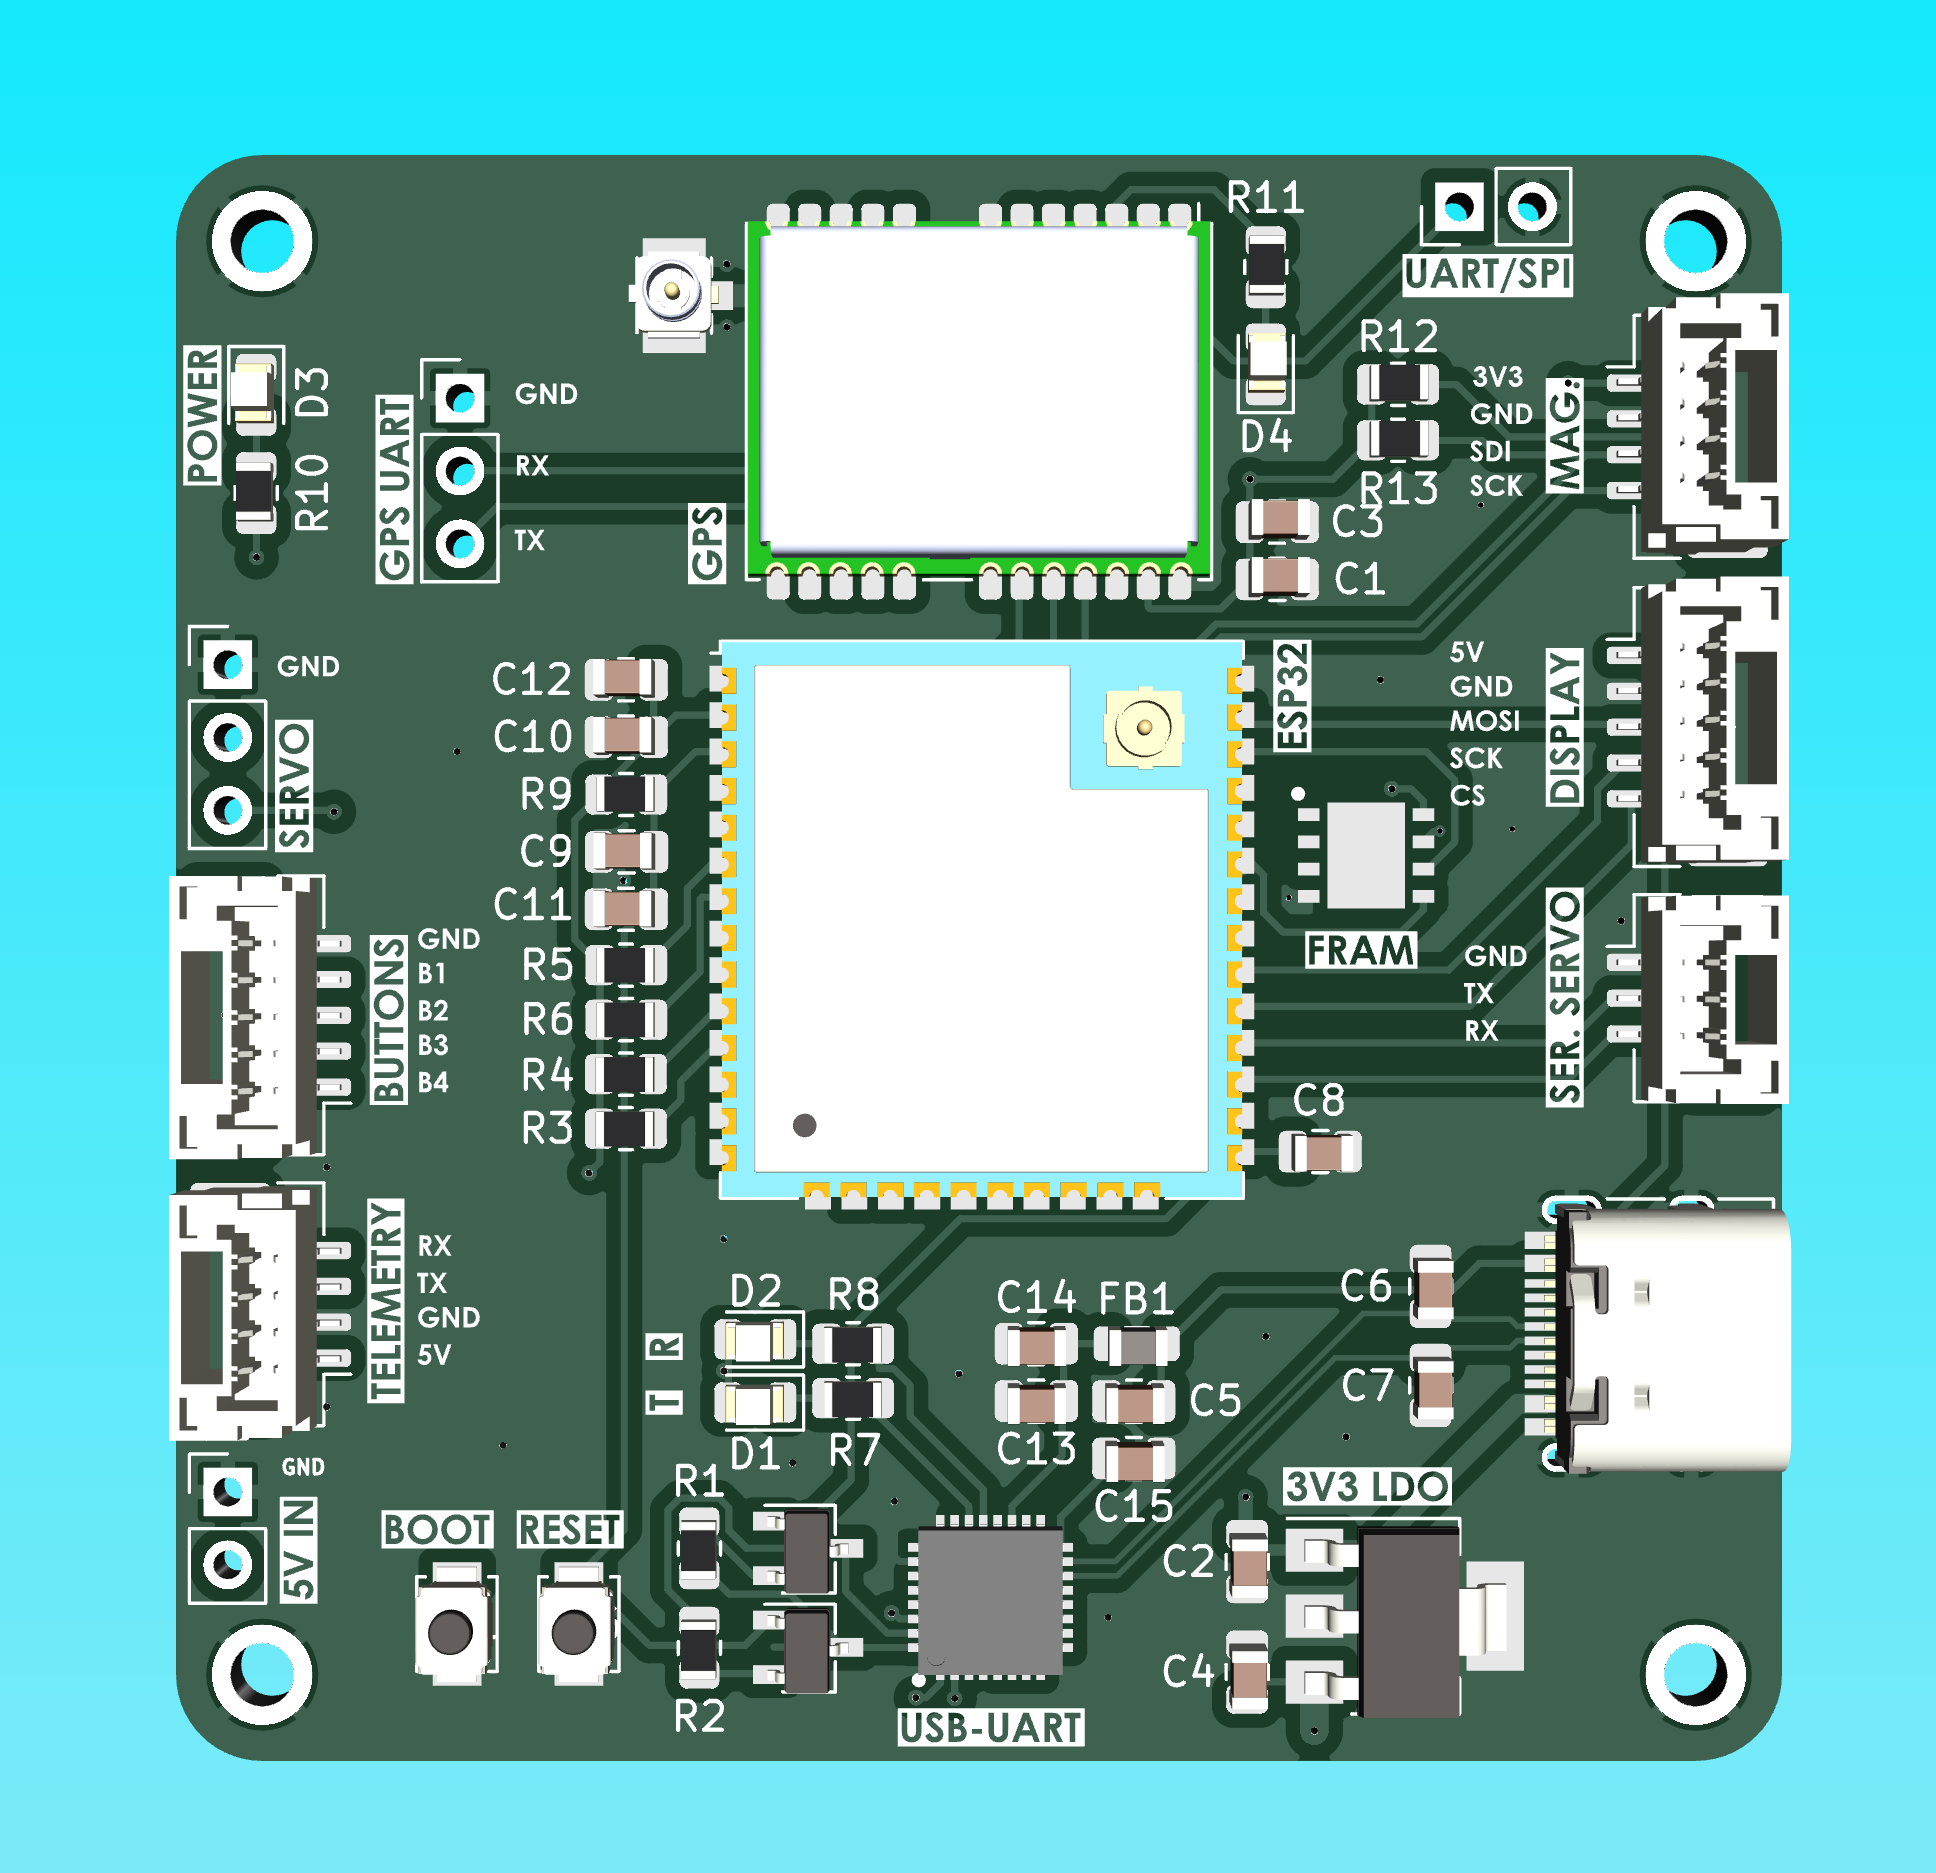 R11
UART/SPI
POWER
D3
R10
GPS UART
GND
RX
TX
GPS
D4
R12
R13
3V3
GND
SDI
SCK
MAG:
C3
C1
GND
SERVO
C12
C10
R9
C9
C11
R5
R6
R4
R3
ESP32
5V
GND
MOSI
SCK
CS
DISPLAY
FRAM
GND
TX
RX
SER. SERVO
GND
B1
B2
B3
B4
BUTTONS
C8
RX
TX
GND
5V
TELEMETRY
D2
R8
R
T
D1
R7
C14
FB1
C13
C5
C15
C6
C7
GND
5V IN
BOOT
RESET
R1
R2
USB-UART
3V3 LDO
C2
C4